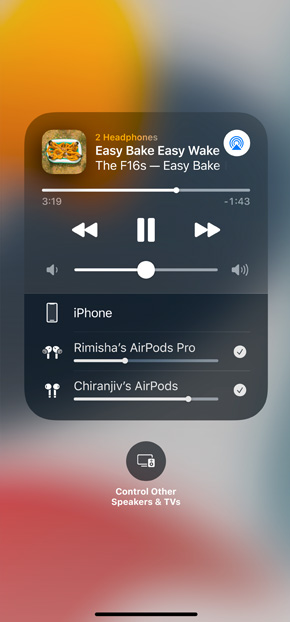 2 Headphones
Easy Bake Easy Wake
The F16s — Easy Bake
3:19
-1:43
iPhone
Rimisha's AirPods Pro
Chiranjiv's AirPods
Control Other
Speakers & TVs